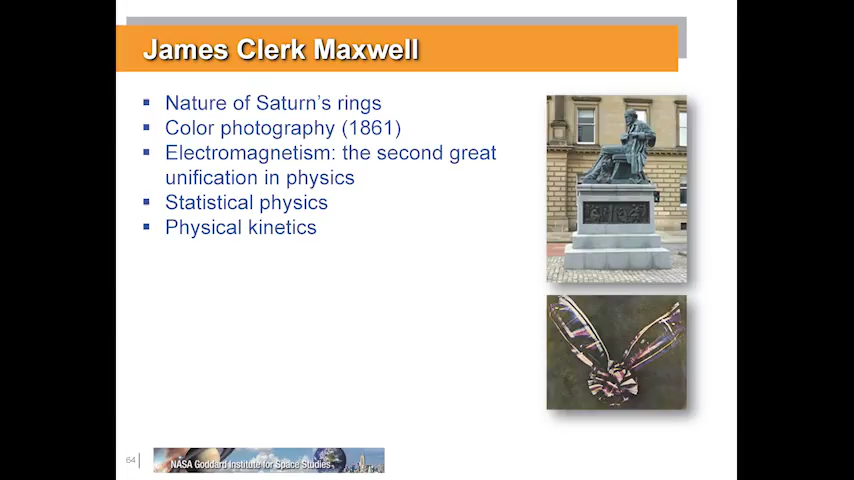 James Clerk Maxwell
▪ Nature of Saturn's rings
▪ Color photography (1861)
▪ Electromagnetism: the second great
unification in physics
▪ Statistical physics
▪ Physical kinetics
64
NASA Goddard Institute for Space Studies